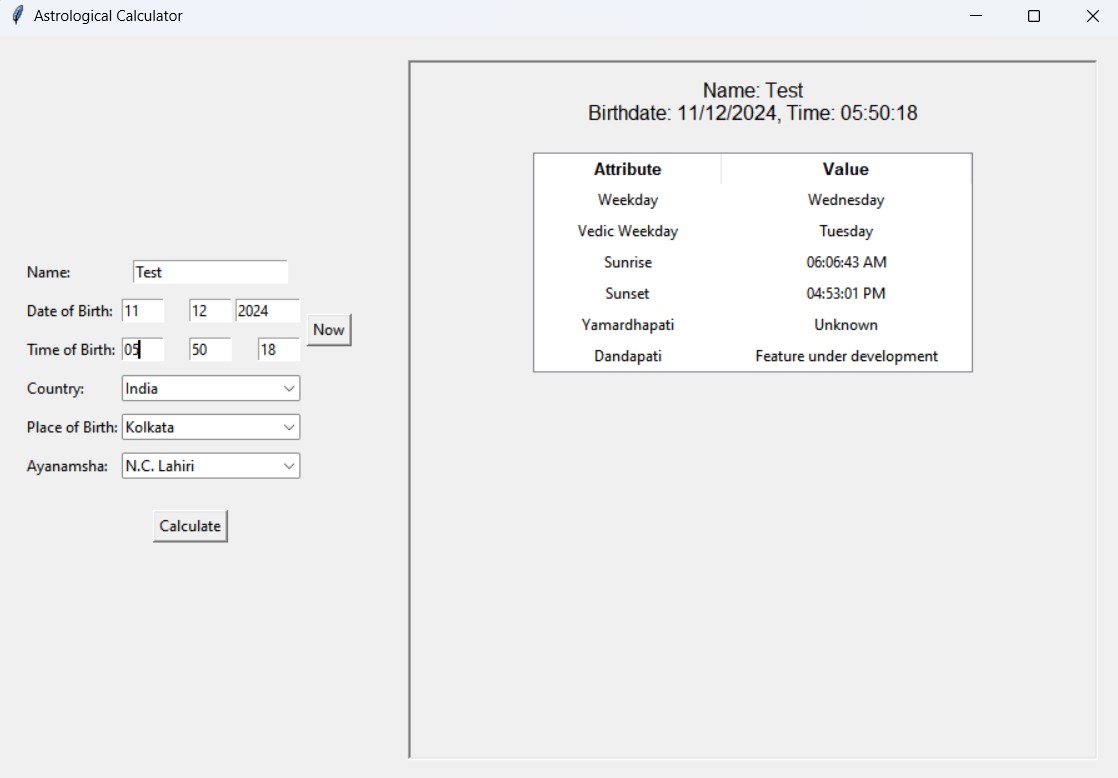 Astrological Calculator
Name: Test
Date of Birth: 11 12 2024
Now
Time of Birth: 05 50 18
Country: India
Place of Birth: Kolkata
Ayanamsha: N.C. Lahiri
Calculate
Name: Test
Birthdate: 11/12/2024, Time: 05:50:18
Attribute Value
Weekday Wednesday
Vedic Weekday Tuesday
Sunrise 06:06:43 AM
Sunset 04:53:01 PM
Yamardhapati Unknown
Dandapati Feature under development